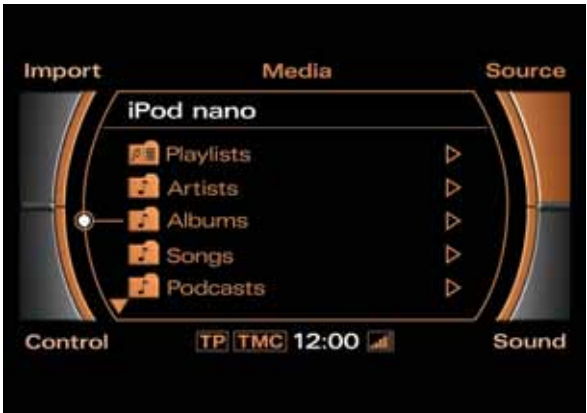 Import Media Source
iPod nano
Playlists
Artists
Albums
Songs
Podcasts
Control TP TMC 12:00 Sound